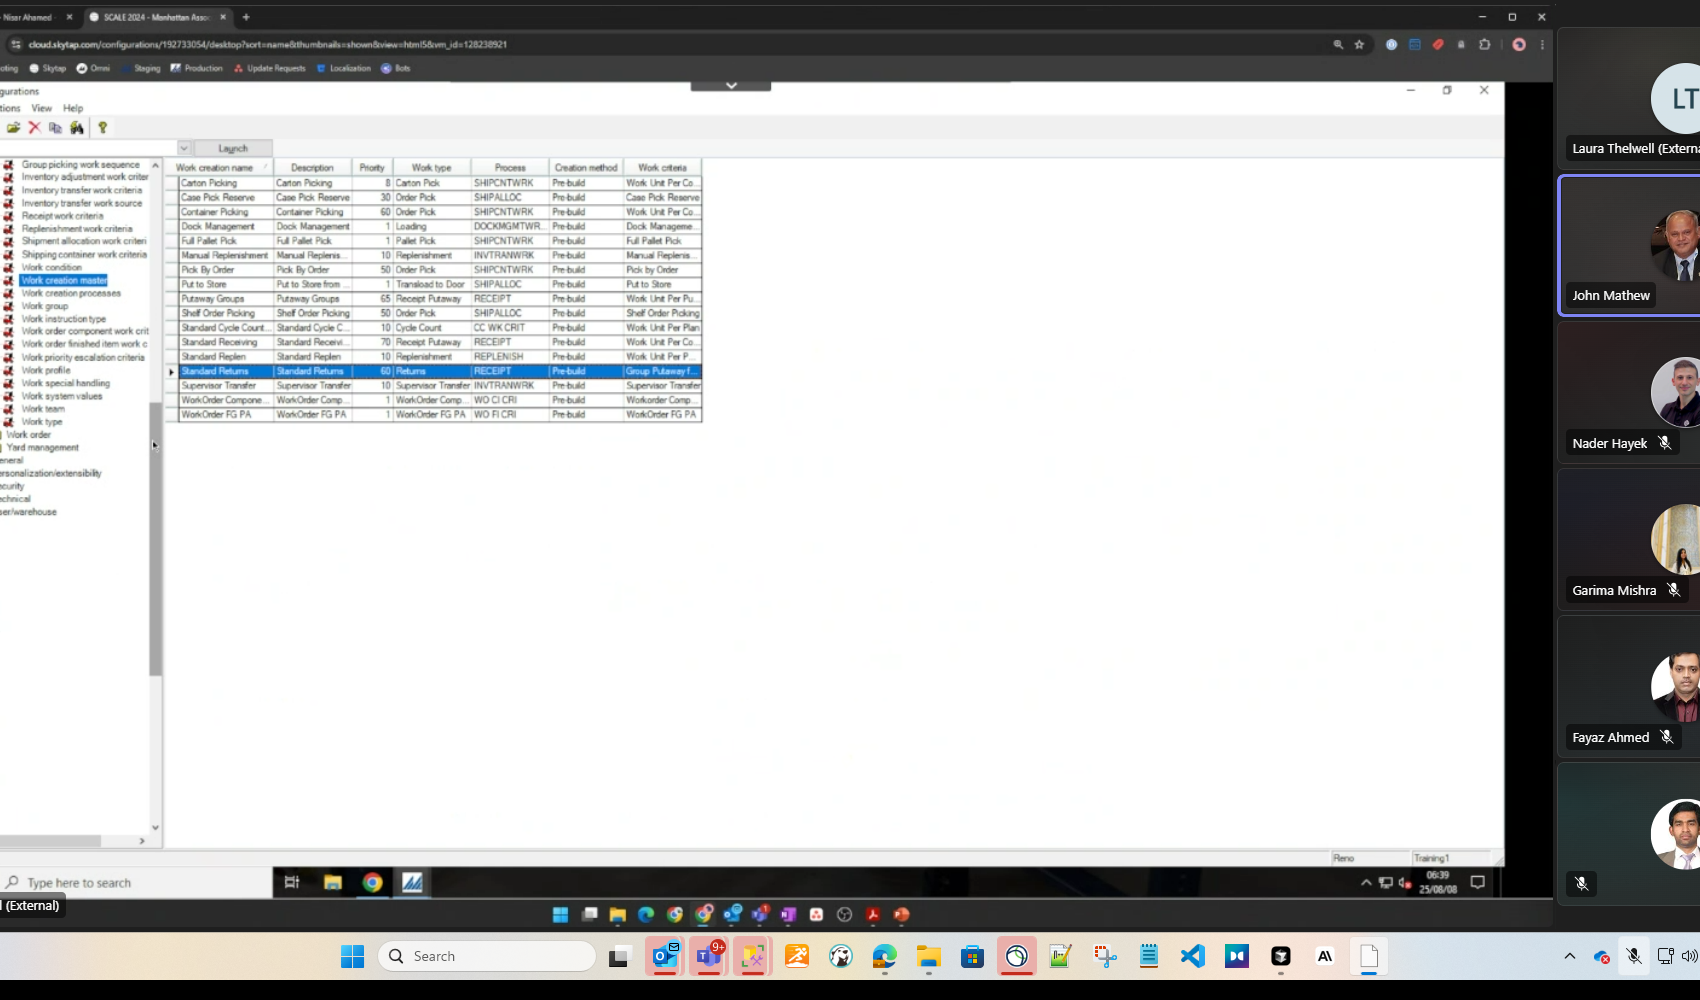 Nisar Ahamed
SCALE 2024 - Manhattan Assoc
cloud.skytap.com/configurations/192733054/desktop?sort=name&thumbnails=shown&view=html5&vm_id=128238921
Skytap Omni Staging Production Update Requests Localization Bots
gurations
tions View Help
Launch
Group picking work sequence
Inventory adjustment work criter
Inventory transfer work criteria
Inventory transfer work source
Receipt work criteria
Replenishment work criteria
Shipment allocation work criteri
Shipping container work criteria
Work condition
Work creation master
Work creation processes
Work group
Work instruction type
Work order component work crit
Work order finished item work c
Work priority escalation criteria
Work profile
Work special handling
Work system values
Work team
Work type
Work order
Yard management
eneral
ersonalization/extensibility
ecurity
echnical
ser/warehouse
Work creation name Description Priority Work type Process Creation method Work criteria
Carton Picking Carton Picking 8 Carton Pick SHIPCNTWRK Pre-build Work Unit Per Co...
Case Pick Reserve Case Pick Reserve 30 Order Pick SHIPALLOC Pre-build Case Pick Reserve
Container Picking Container Picking 60 Order Pick SHIPCNTWRK Pre-build Work Unit Per Co...
Dock Management Dock Management 1 Loading DOCKMGMTWR... Pre-build Dock Manageme...
Full Pallet Pick Full Pallet Pick 1 Pallet Pick SHIPCNTWRK Pre-build Full Pallet Pick
Manual Replenishment Manual Replenis... 10 Replenishment INVTRANWRK Pre-build Manual Replenis...
Pick By Order Pick By Order 50 Order Pick SHIPCNTWRK Pre-build Pick by Order
Put to Store Put to Store from ... 1 Transload to Door SHIPALLOC Pre-build Put to Store
Putaway Groups Putaway Groups 65 Receipt Putaway RECEIPT Pre-build Work Unit Per Pu...
Shelf Order Picking Shelf Order Picking 50 Order Pick SHIPALLOC Pre-build Shelf Order Picking
Standard Cycle Count... Standard Cycle C... 10 Cycle Count CC WK CRIT Pre-build Work Unit Per Plan
Standard Receiving Standard Receivi... 70 Receipt Putaway RECEIPT Pre-build Work Unit Per Co...
Standard Replen Standard Replen 10 Replenishment REPLENISH Pre-build Work Unit Per P...
Standard Returns Standard Returns 60 Returns RECEIPT Pre-build Group Putaway f...
Supervisor Transfer Supervisor Transfer 10 Supervisor Transfer INVTRANWRK Pre-build Supervisor Transfer
WorkOrder Compone... WorkOrder Comp... 1 WorkOrder Comp... WO CI CRI Pre-build Workorder Comp...
WorkOrder FG PA WorkOrder FG PA 1 WorkOrder FG PA WO FI CRI Pre-build WorkOrder FG PA
Reno Training1
Type here to search
06:39
25/08/08
l (External)
LT
Laura Thelwell (Externa
John Mathew
Nader Hayek
Garima Mishra
Fayaz Ahmed
Search
9+